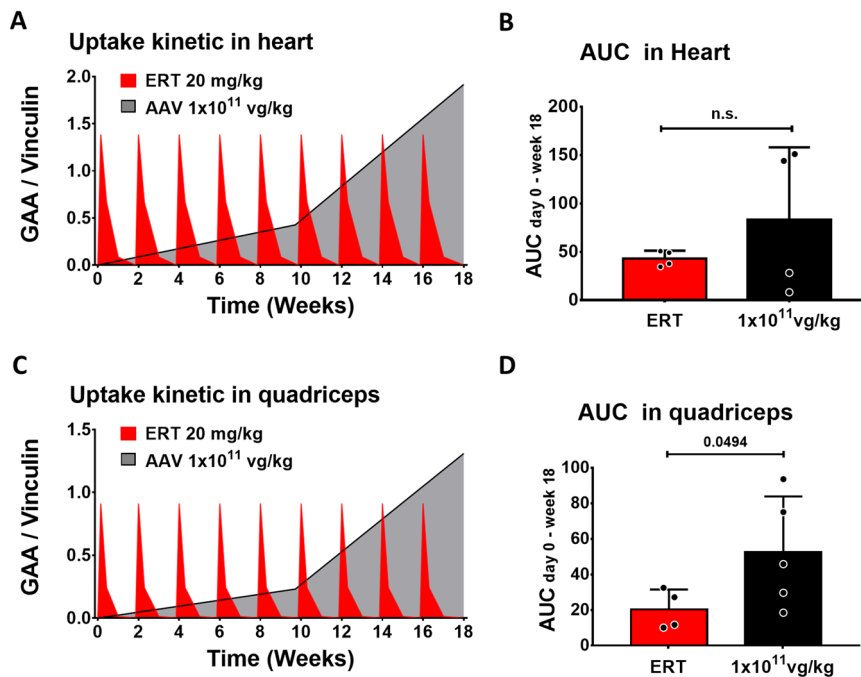 A
Uptake kinetic in heart
ERT 20 mg/kg
AAV 1x10¹¹ vg/kg
GAA / Vinculin
2.0
1.5
1.0
0.5
0.0
0 2 4 6 8 10 12 14 16 18
Time (Weeks)
B
AUC in Heart
n.s.
AUC day 0 - week 18
200
150
100
50
0
ERT 1x10¹¹vg/kg
C
Uptake kinetic in quadriceps
ERT 20 mg/kg
AAV 1x10¹¹ vg/kg
GAA / Vinculin
1.5
1.0
0.5
0.0
0 2 4 6 8 10 12 14 16 18
Time (Weeks)
D
AUC in quadriceps
0.0494
AUC day 0 - week 18
100
80
60
40
20
0
ERT 1x10¹¹vg/kg